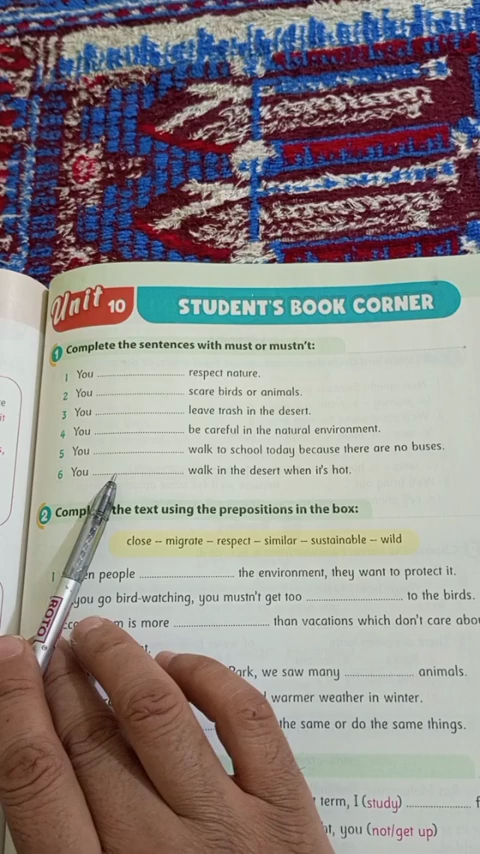 Unit 10
STUDENT'S BOOK CORNER
1 Complete the sentences with must or mustn't:
1 You ........................ respect nature.
2 You ........................ scare birds or animals.
3 You ........................ leave trash in the desert.
4 You ........................ be careful in the natural environment.
5 You ........................ walk to school today because there are no buses.
6 You ........................ walk in the desert when it's hot.
2 the text using the prepositions in the box:
close – migrate – respect – similar – sustainable – wild
1 people ........................ the environment, they want to protect it.
you go bird-watching, you mustn't get too ........................ to the birds.
is more ........................ than vacations which don't care
Park, we saw many ........................ animals.
warmer weather in winter.
the same or do the same things.
term, I (study) ........................
you (not/get up)
ROTO